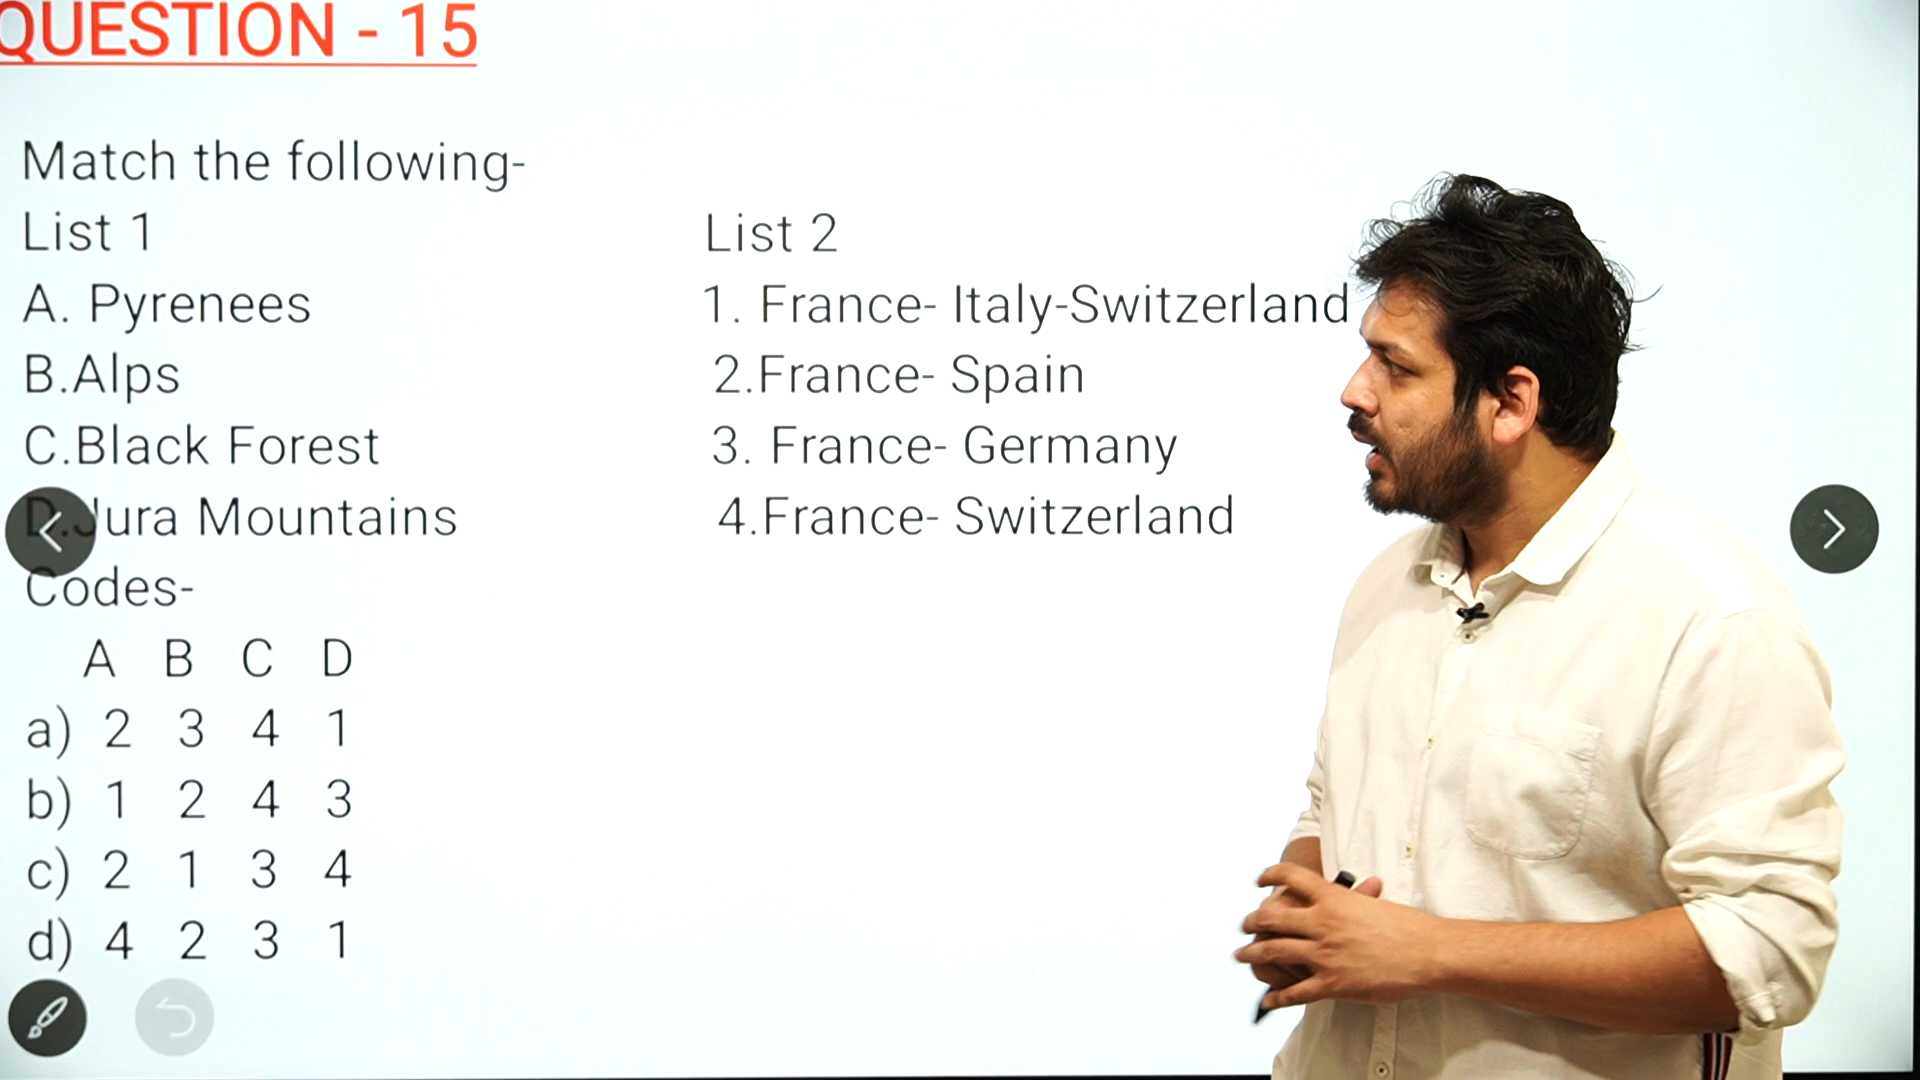 QUESTION - 15
Match the following-
List 1 List 2
A. Pyrenees 1. France- Italy-Switzerland
B.Alps 2.France- Spain
C.Black Forest 3. France- Germany
D.Jura Mountains 4.France- Switzerland
Codes-
A B C D
a) 2 3 4 1
b) 1 2 4 3
c) 2 1 3 4
d) 4 2 3 1